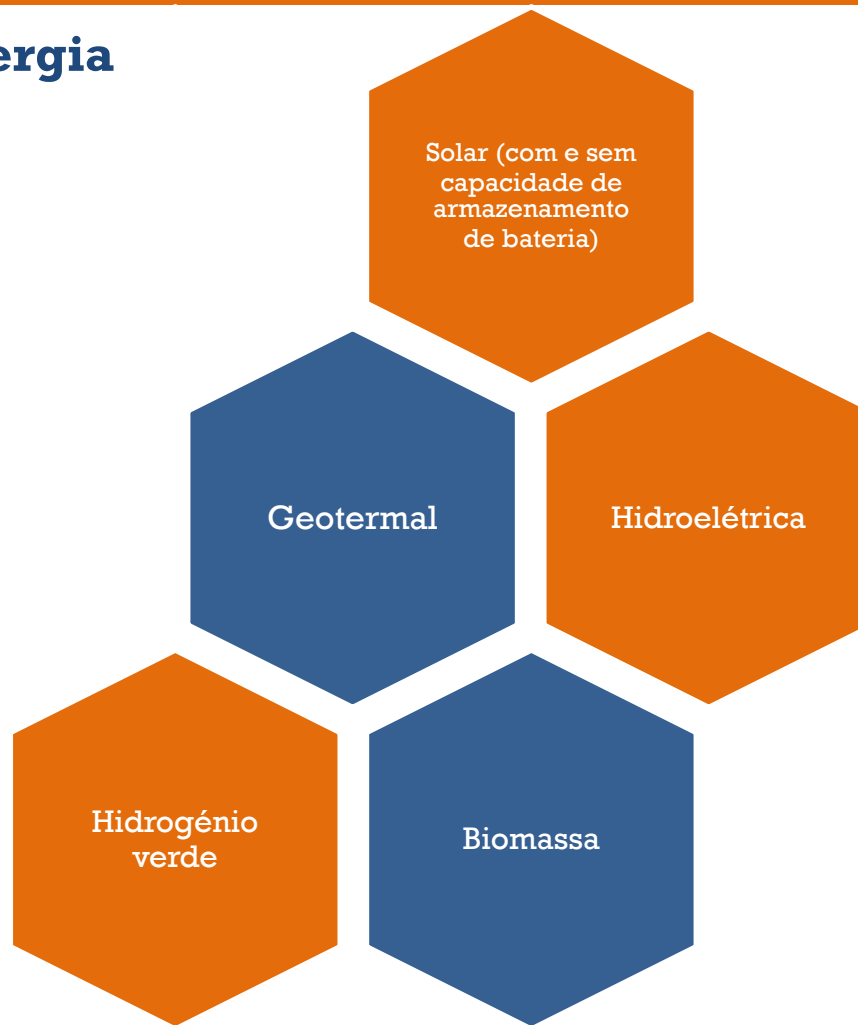 ergia
Solar (com e sem
capacidade de
armazenamento
de bateria)
Geotermal
Hidroelétrica
Hidrogénio
verde
Biomassa